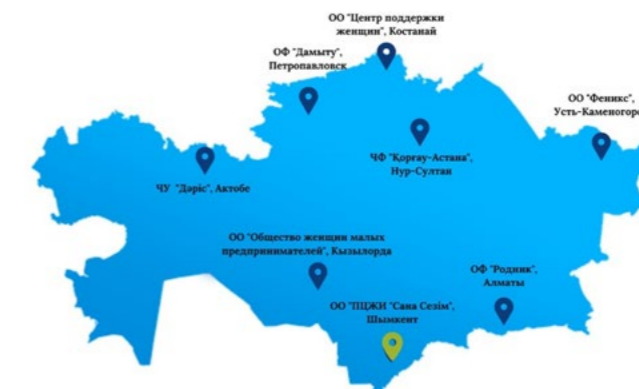 ОО "Центр поддержки
женщин", Костанай
ОФ "Дамыту",
Петропавловск
ОО "Феникс",
Усть-Каменогорск
ЧФ "Қорғау-Астана",
Нур-Султан
ЧУ "Дәріс", Актобе
ОО "Общество женщин малых
предпринимателей", Кызылорда
ОФ "Родник",
Алматы
ОО "ПЦЖИ "Сана Сезім",
Шымкент